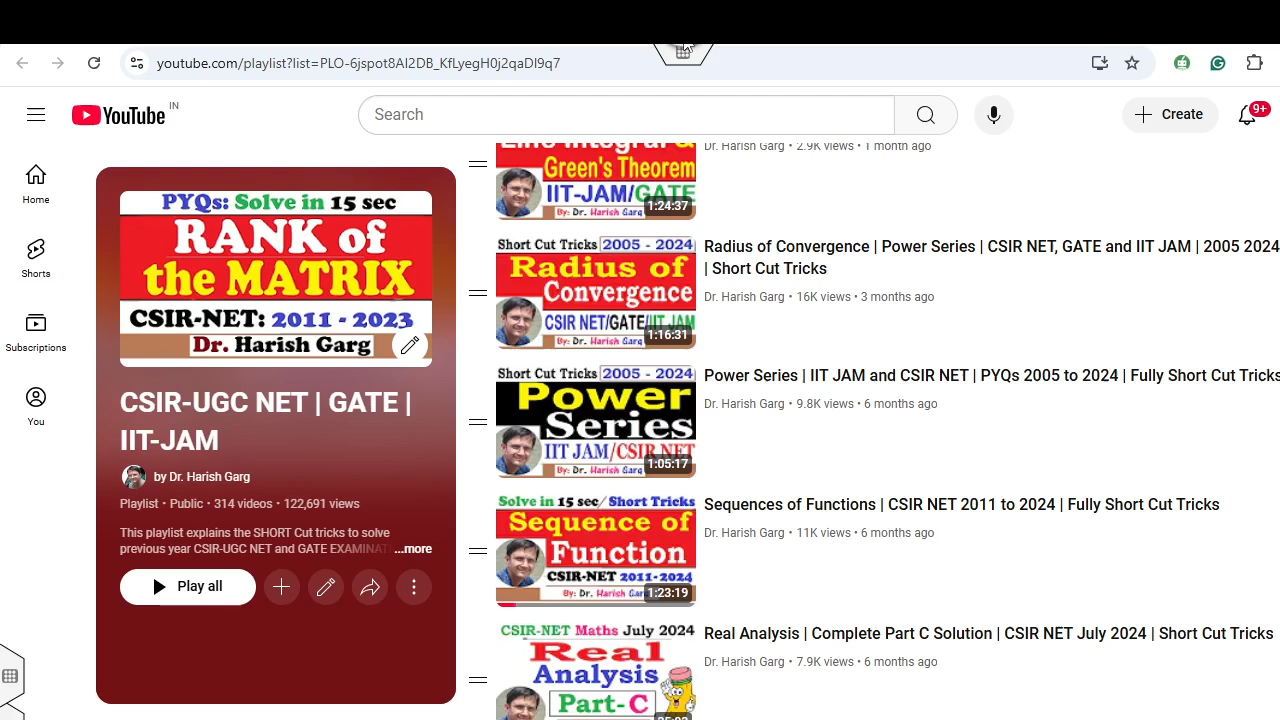 youtube.com/playlist?list=PLO-6jspot8AI2DB_KfLyegH0j2qaDI9q7
YouTube IN
Search
Create
9+
Home
Shorts
Subscriptions
You
PYQs: Solve in 15 sec
RANK of
the MATRIX
CSIR-NET: 2011 - 2023
Dr. Harish Garg
CSIR-UGC NET | GATE |
IIT-JAM
by Dr. Harish Garg
Playlist • Public • 314 videos • 122,691 views
This playlist explains the SHORT Cut tricks to solve
previous year CSIR-UGC NET and GATE EXAMINAT ...more
Play all
Line Integral &
Green's Theorem
IIT-JAM/GATE
By: Dr. Harish Garg
1:24:37
Dr. Harish Garg • 2.9K views • 1 month ago
Short Cut Tricks 2005 - 2024
Radius of
Convergence
CSIR NET/GATE/IIT JAM
By: Dr. Harish Garg
1:16:31
Radius of Convergence | Power Series | CSIR NET, GATE and IIT JAM | 2005 2024
| Short Cut Tricks
Dr. Harish Garg • 16K views • 3 months ago
Short Cut Tricks 2005 - 2024
Power
Series
IIT JAM/CSIR NET
By: Dr. Harish Garg
1:05:17
Power Series | IIT JAM and CSIR NET | PYQs 2005 to 2024 | Fully Short Cut Tricks
Dr. Harish Garg • 9.8K views • 6 months ago
Solve in 15 sec/Short Tricks
Sequence of
Function
CSIR-NET 2011-2024
By: Dr. Harish Garg
1:23:19
Sequences of Functions | CSIR NET 2011 to 2024 | Fully Short Cut Tricks
Dr. Harish Garg • 11K views • 6 months ago
CSIR-NET Maths July 2024
Real
Analysis
Part-C
Real Analysis | Complete Part C Solution | CSIR NET July 2024 | Short Cut Tricks
Dr. Harish Garg • 7.9K views • 6 months ago